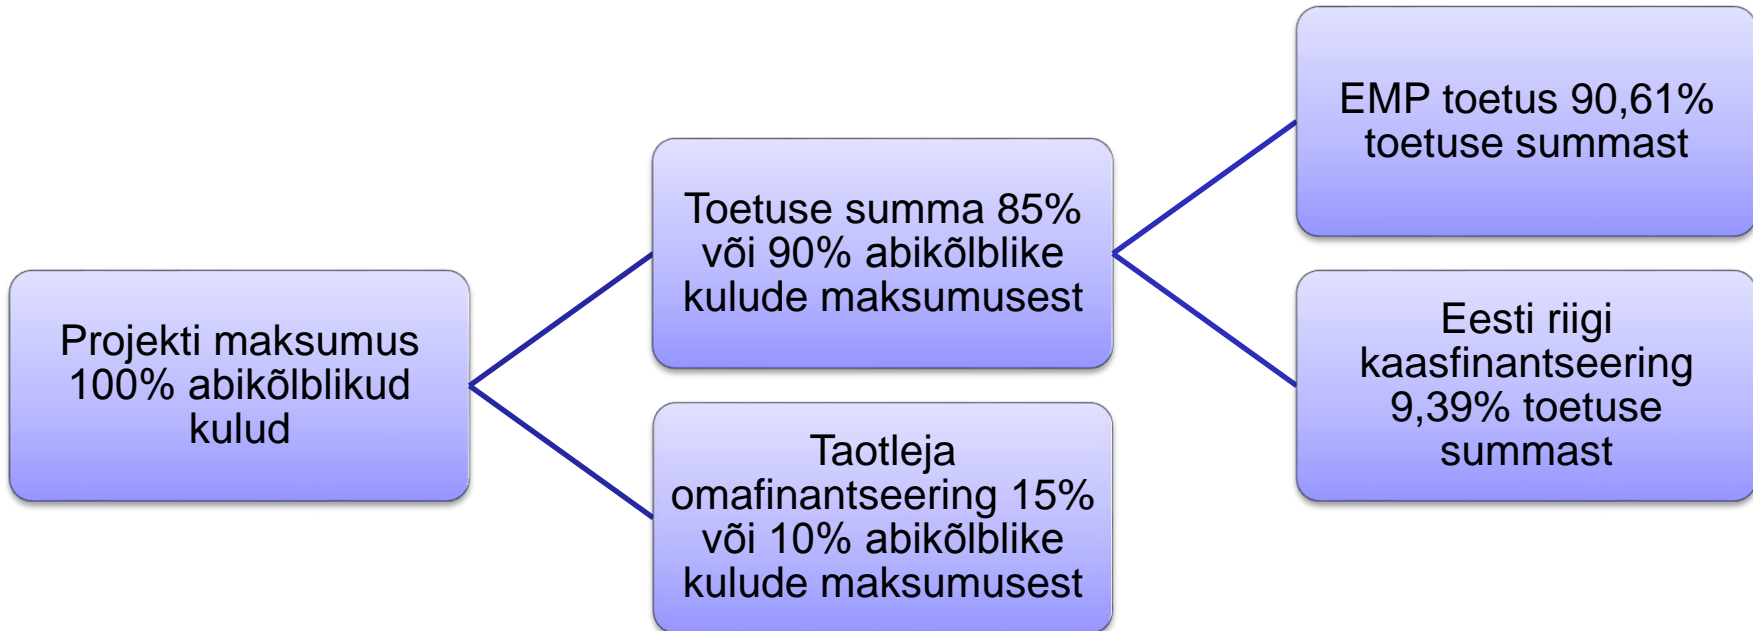 Projekti maksumus
100% abikõlblikud
kulud
Toetuse summa 85%
või 90% abikõlblike
kulude maksumusest
Taotleja
omafinantseering 15%
või 10% abikõlblike
kulude maksumusest
EMP toetus 90,61%
toetuse summast
Eesti riigi
kaasfinantseering
9,39% toetuse
summast